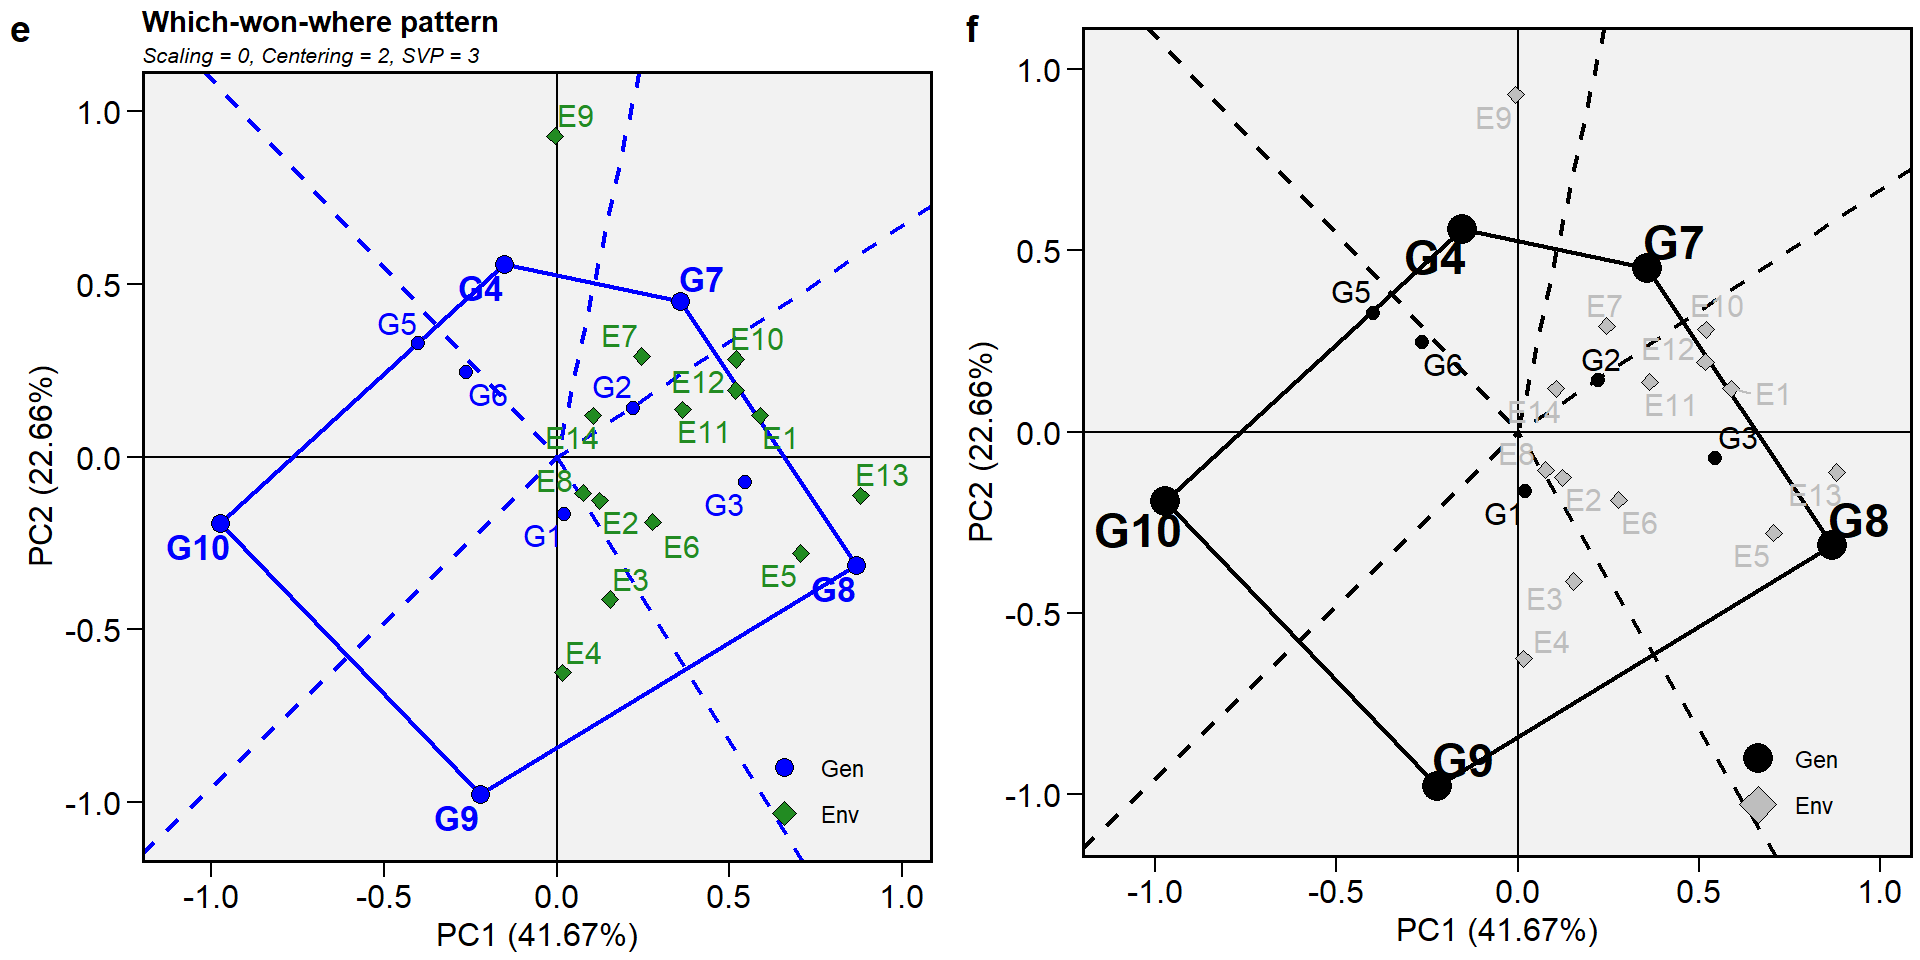 e
Which-won-where pattern
Scaling = 0, Centering = 2, SVP = 3
PC2 (22.66%)
1.0
0.5
0.0
-0.5
-1.0
E9
G4
G7
G5
E7
E10
G6
G2
E12
E14
E11
E1
E8
E13
G3
G1
E2
E6
G10
E3
E5
G8
E4
G9
Gen
Env
-1.0
-0.5
0.0
0.5
1.0
PC1 (41.67%)
f
PC2 (22.66%)
1.0
0.5
0.0
-0.5
-1.0
E9
G4
G7
G5
E7
E10
G6
G2
E12
E14
E11
E1
E8
G3
E13
G1
E2
E6
G10
G8
E5
E3
E4
G9
Gen
Env
-1.0
-0.5
0.0
0.5
1.0
PC1 (41.67%)